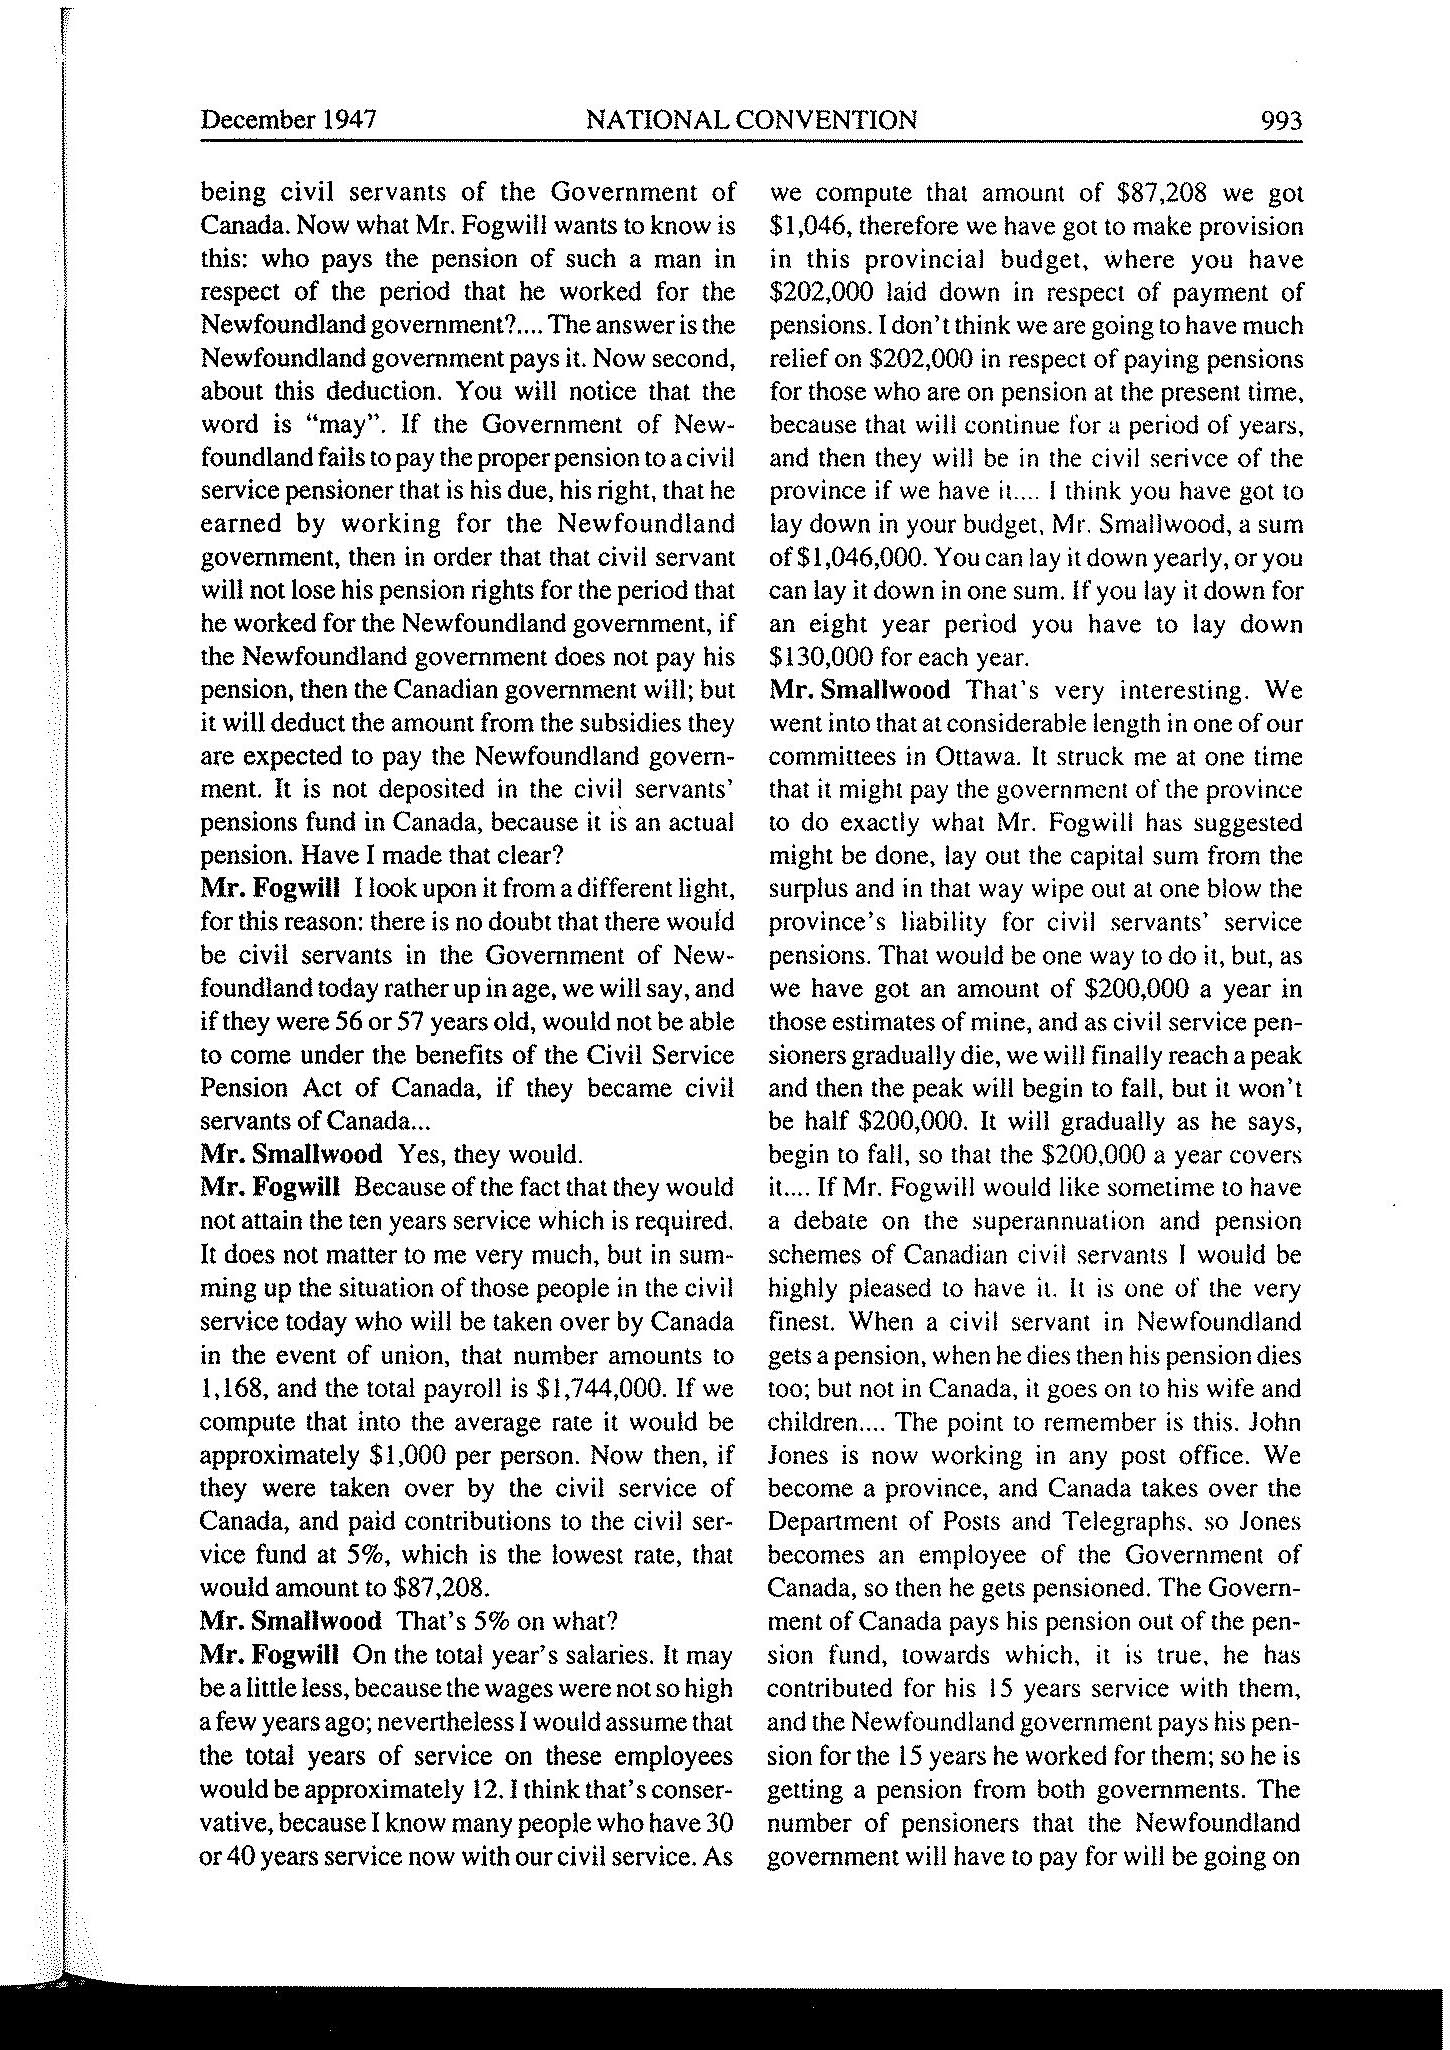 December 1947 NATIONAL CONVENTION 993
being civil servants of the Government of
Canada. Now what Mr. Fogwill wants to know is
this: who pays the pension of such a man in
respect of the period that he worked for the
Newfoundland government?.... The answer is the
Newfoundland government pays it. Now second,
about this deduction. You will notice that the
word is "may". If the Government of New-
foundland fails to pay the proper pension to a civil
service pensioner that is his due, his right, that he
earned by working for the Newfoundland
government, then in order that that civil servant
will not lose his pension rights for the period that
he worked for the Newfoundland government, if
the Newfoundland government does not pay his
pension, then the Canadian government will; but
it will deduct the amount from the subsidies they
are expected to pay the Newfoundland govern-
ment. It is not deposited in the civil servants'
pensions fund in Canada, because it is an actual
pension. Have I made that clear?
Mr. Fogwill I look upon it from a different light,
for this reason: there is no doubt that there would
be civil servants in the Government of New-
foundland today rather up in age, we will say, and
if they were 56 or 57 years old, would not be able
to come under the benefits of the Civil Service
Pension Act of Canada, if they became civil
servants of Canada...
Mr. Smallwood Yes, they would.
Mr. Fogwill Because of the fact that they would
not attain the ten years service which is required.
It does not matter to me very much, but in sum-
ming up the situation of those people in the civil
service today who will be taken over by Canada
in the event of union, that number amounts to
1,168, and the total payroll is $1,744,000. If we
compute that into the average rate it would be
approximately $1,000 per person. Now then, if
they were taken over by the civil service of
Canada, and paid contributions to the civil ser-
vice fund at 5%, which is the lowest rate, that
would amount to $87,208.
Mr. Smallwood That's 5% on what?
Mr. Fogwill On the total year's salaries. It may
be a little less, because the wages were not so high
a few years ago; nevertheless I would assume that
the total years of service on these employees
would be approximately 12. I think that's conser-
vative, because I know many people who have 30
or 40 years service now with our civil service. As
we compute that amount of $87,208 we got
$1,046, therefore we have got to make provision
in this provincial budget, where you have
$202,000 laid down in respect of payment of
pensions. I don't think we are going to have much
relief on $202,000 in respect of paying pensions
for those who are on pension at the present time,
because that will continue for a period of years,
and then they will be in the civil serivce of the
province if we have it.... I think you have got to
lay down in your budget, Mr. Smallwood, a sum
of $1,046,000. You can lay it down yearly, or you
can lay it down in one sum. If you lay it down for
an eight year period you have to lay down
$130,000 for each year.
Mr. Smallwood That's very interesting. We
went into that at considerable length in one of our
committees in Ottawa. It struck me at one time
that it might pay the government of the province
to do exactly what Mr. Fogwill has suggested
might be done, lay out the capital sum from the
surplus and in that way wipe out at one blow the
province's liability for civil servants' service
pensions. That would be one way to do it, but, as
we have got an amount of $200,000 a year in
those estimates of mine, and as civil service pen-
sioners gradually die, we will finally reach a peak
and then the peak will begin to fall, but it won't
be half $200,000. It will gradually as he says,
begin to fall, so that the $200,000 a year covers
it.... If Mr. Fogwill would like sometime to have
a debate on the superannuation and pension
schemes of Canadian civil servants I would be
highly pleased to have it. It is one of the very
finest. When a civil servant in Newfoundland
gets a pension, when he dies then his pension dies
too; but not in Canada, it goes on to his wife and
children.... The point to remember is this. John
Jones is now working in any post office. We
become a province, and Canada takes over the
Department of Posts and Telegraphs, so Jones
becomes an employee of the Government of
Canada, so then he gets pensioned. The Govern-
ment of Canada pays his pension out of the pen-
sion fund, towards which, it is true, he has
contributed for his 15 years service with them,
and the Newfoundland government pays his pen-
sion for the 15 years he worked for them; so he is
getting a pension from both governments. The
number of pensioners that the Newfoundland
government will have to pay for will be going on